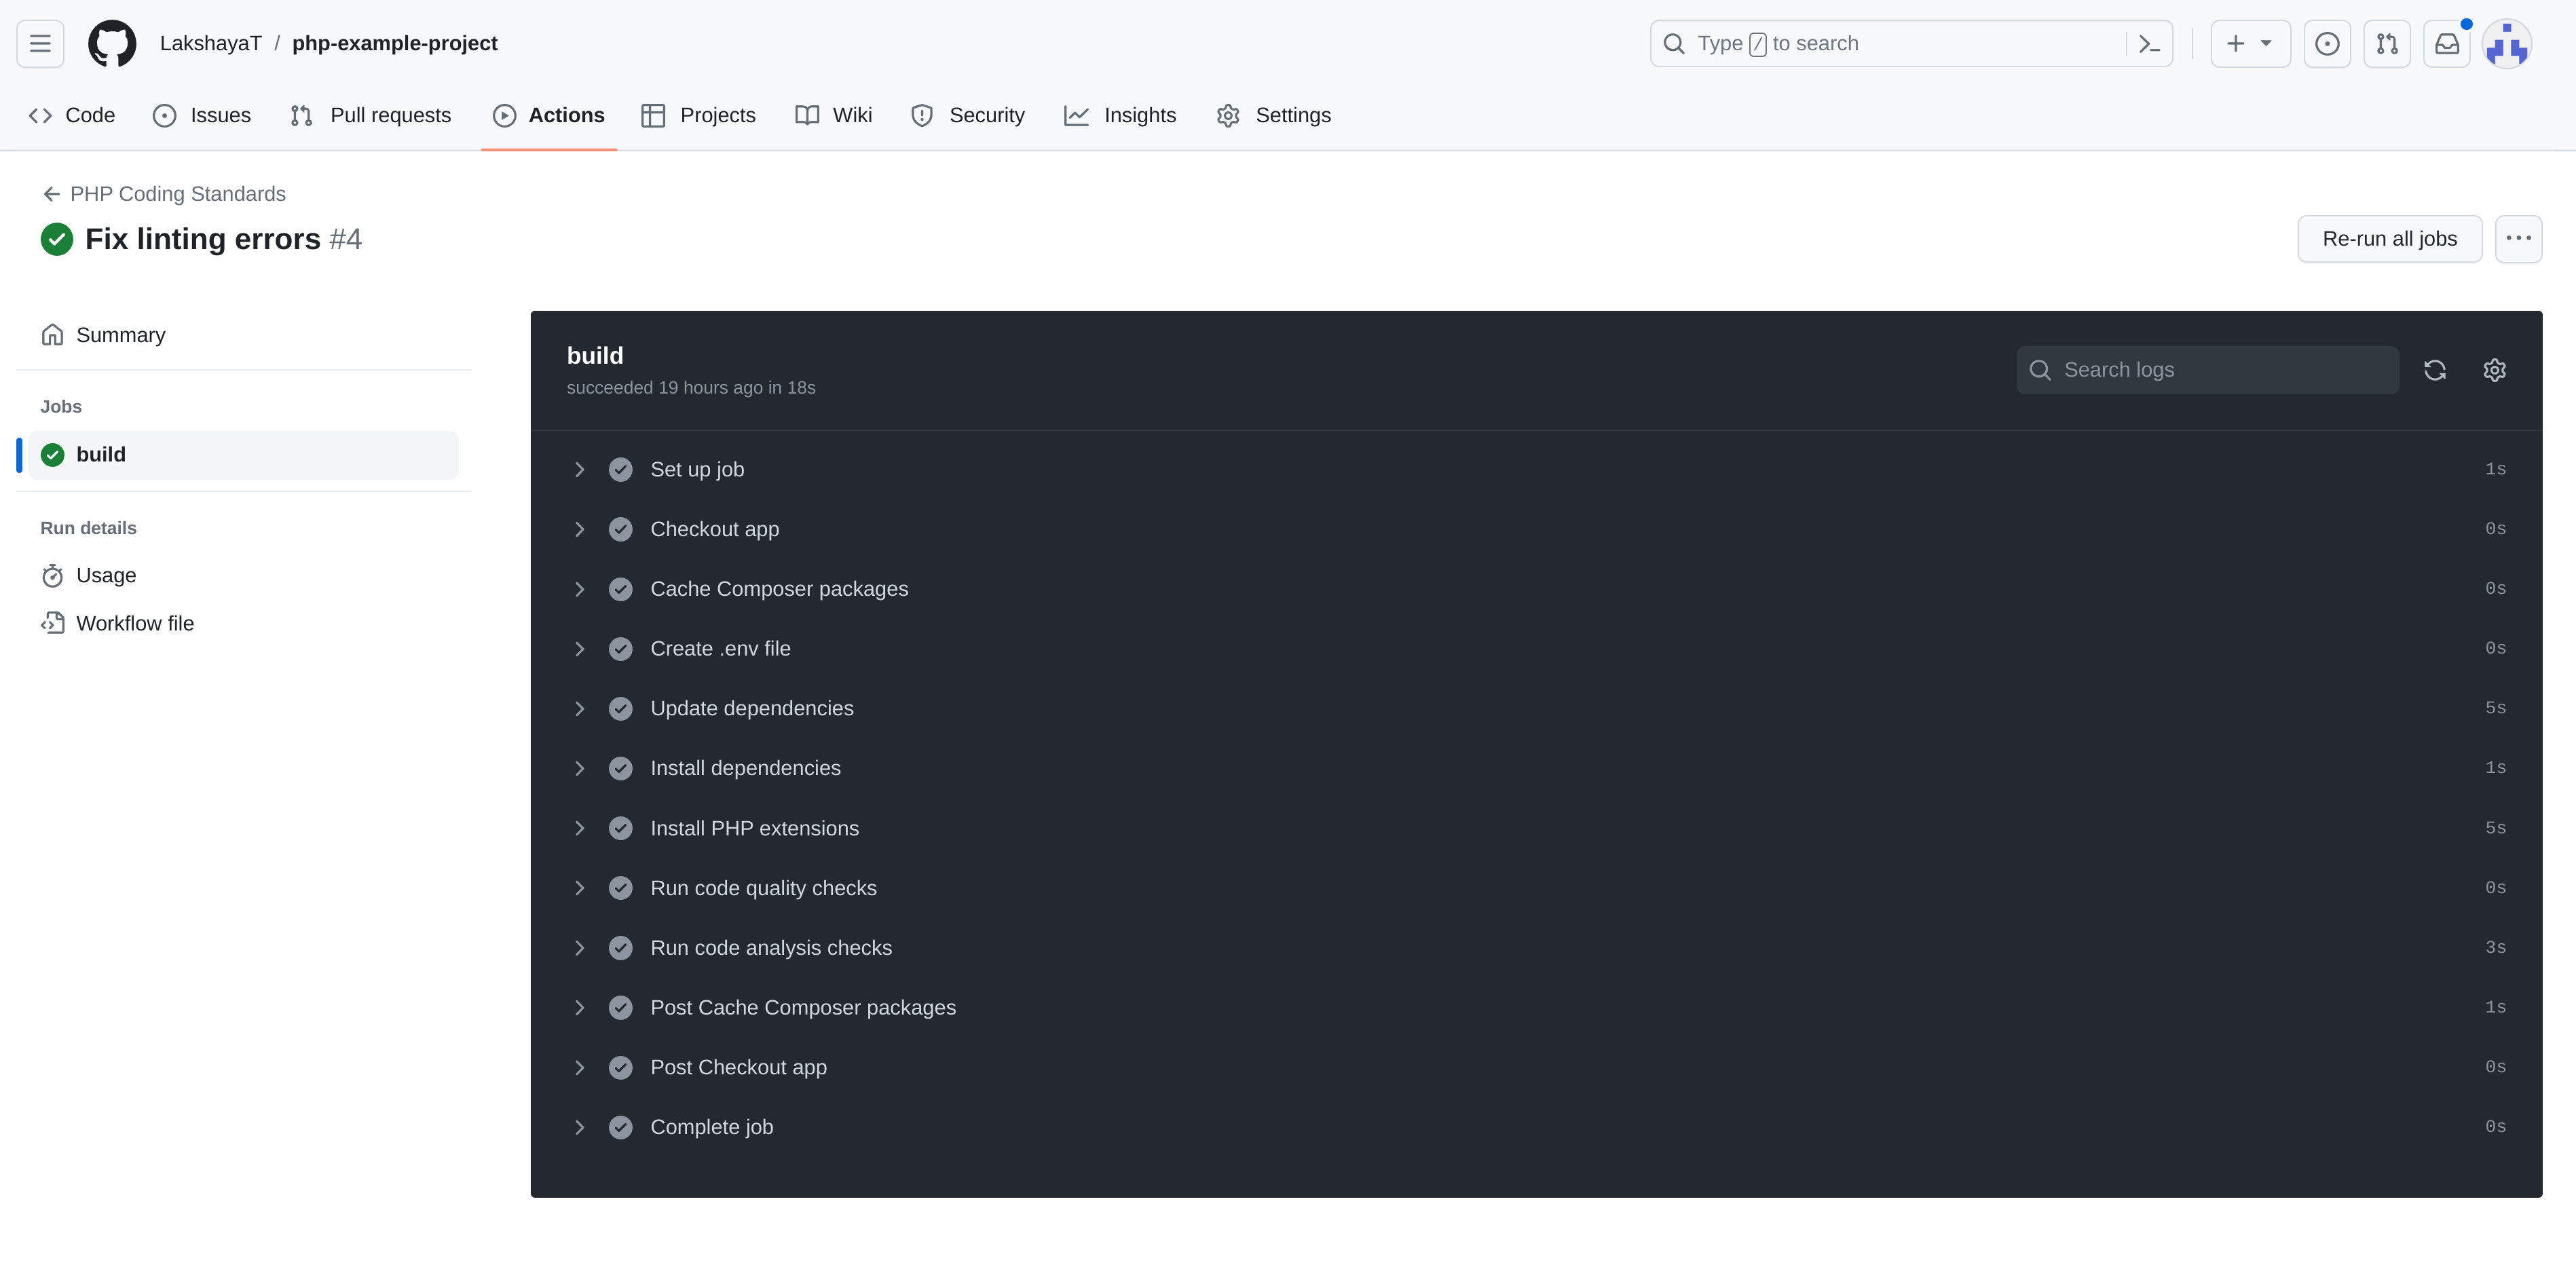 LakshayaT / php-example-project
Type / to search
Code Issues Pull requests Actions Projects Wiki Security Insights Settings
PHP Coding Standards
Fix linting errors #4
Re-run all jobs
Summary
Jobs
build
Run details
Usage
Workflow file
build
succeeded 19 hours ago in 18s
Search logs
Set up job 1s
Checkout app 0s
Cache Composer packages 0s
Create .env file 0s
Update dependencies 5s
Install dependencies 1s
Install PHP extensions 5s
Run code quality checks 0s
Run code analysis checks 3s
Post Cache Composer packages 1s
Post Checkout app 0s
Complete job 0s